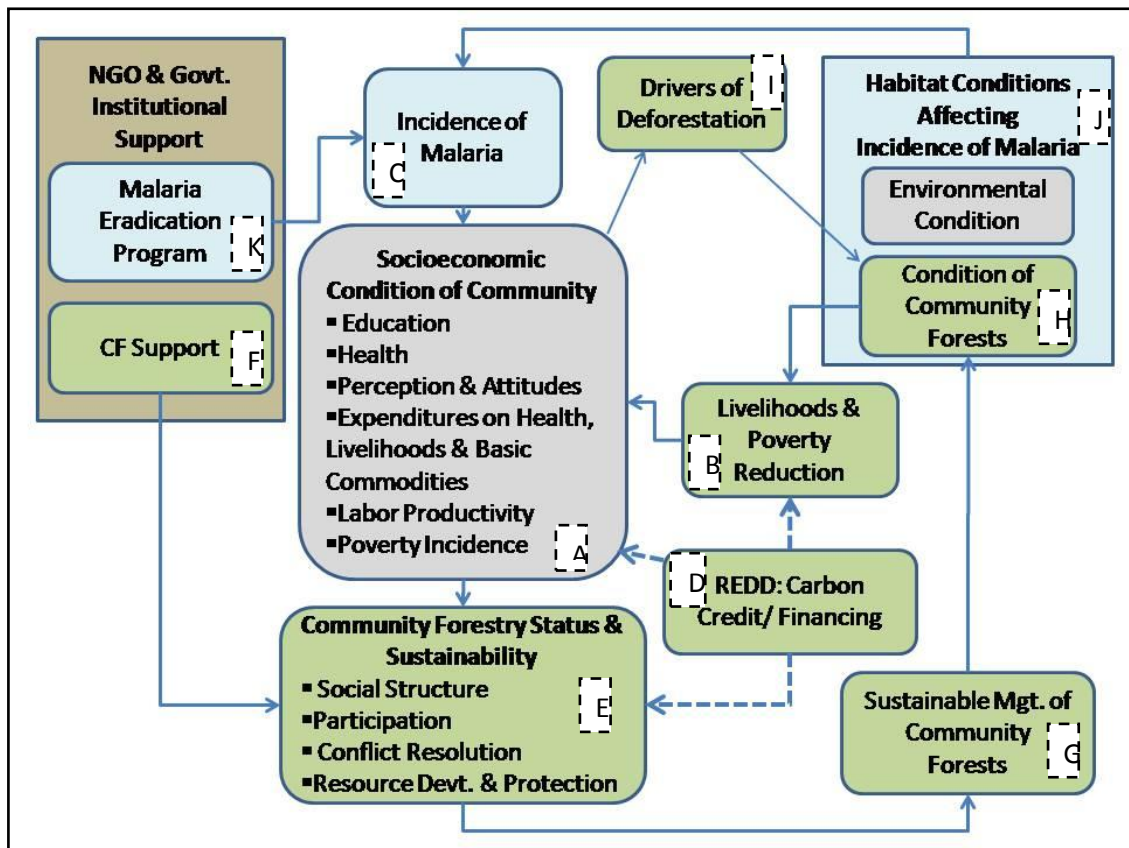 NGO & Govt.
Institutional
Support
Malaria
Eradication
Program
K
CF Support
F
Incidence of
Malaria
C
Drivers of
Deforestation
I
Habitat Conditions
Affecting
Incidence of Malaria
J
Environmental
Condition
Condition of
Community
Forests
H
Socioeconomic
Condition of Community
▪ Education
▪Health
▪Perception & Attitudes
▪Expenditures on Health,
Livelihoods & Basic
Commodities
▪Labor Productivity
▪Poverty Incidence
A
Livelihoods &
Poverty
Reduction
B
D
REDD: Carbon
Credit/ Financing
Community Forestry Status &
Sustainability
▪ Social Structure
▪Participation
▪ Conflict Resolution
▪Resource Devt. & Protection
E
Sustainable Mgt. of
Community
Forests
G